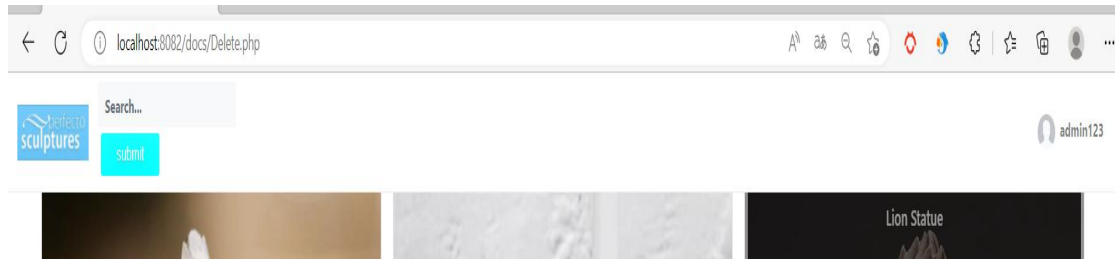 localhost:8082/docs/Delete.php
Search...
perfecto
sculptures
submit
admin123
Lion Statue